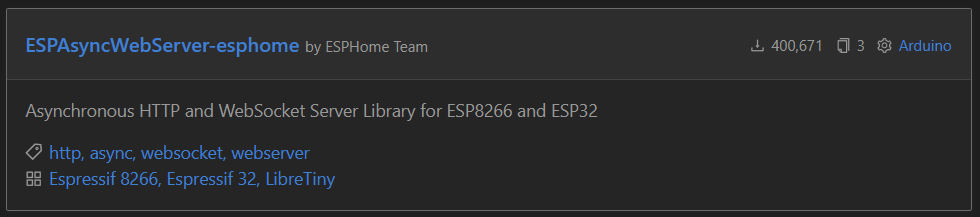 ESPAsyncWebServer-esphome by ESPHome Team 400,671 3 Arduino
Asynchronous HTTP and WebSocket Server Library for ESP8266 and ESP32
http, async, websocket, webserver
Espressif 8266, Espressif 32, LibreTiny